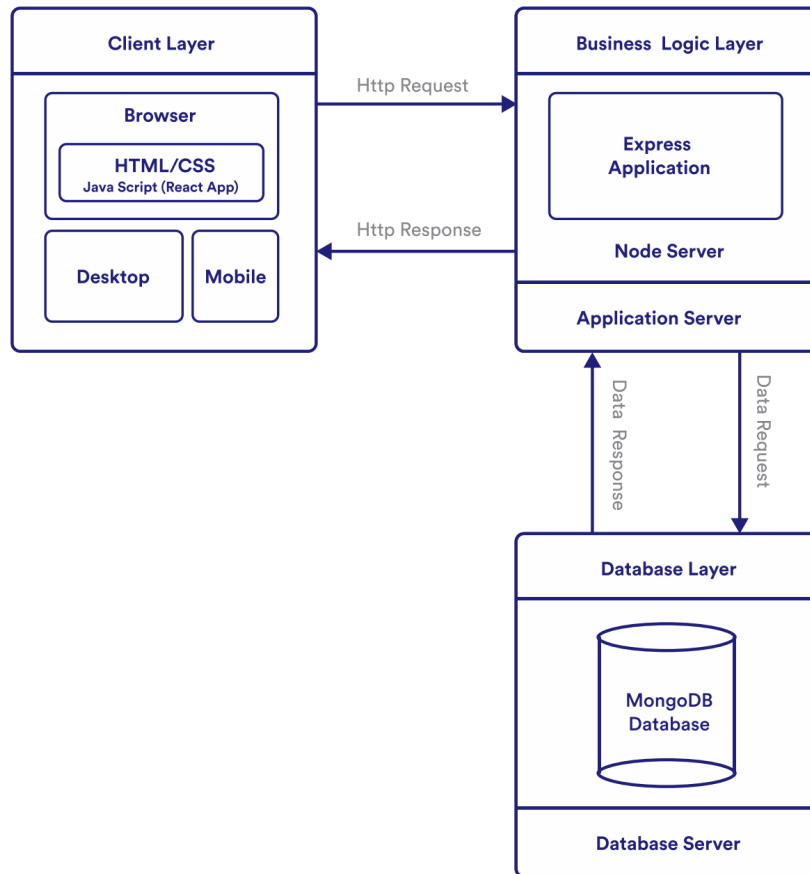 Client Layer
Browser
HTML/CSS
Java Script (React App)
Desktop
Mobile
Http Request
Http Response
Business Logic Layer
Express
Application
Node Server
Application Server
Data Response
Data Request
Database Layer
MongoDB
Database
Database Server